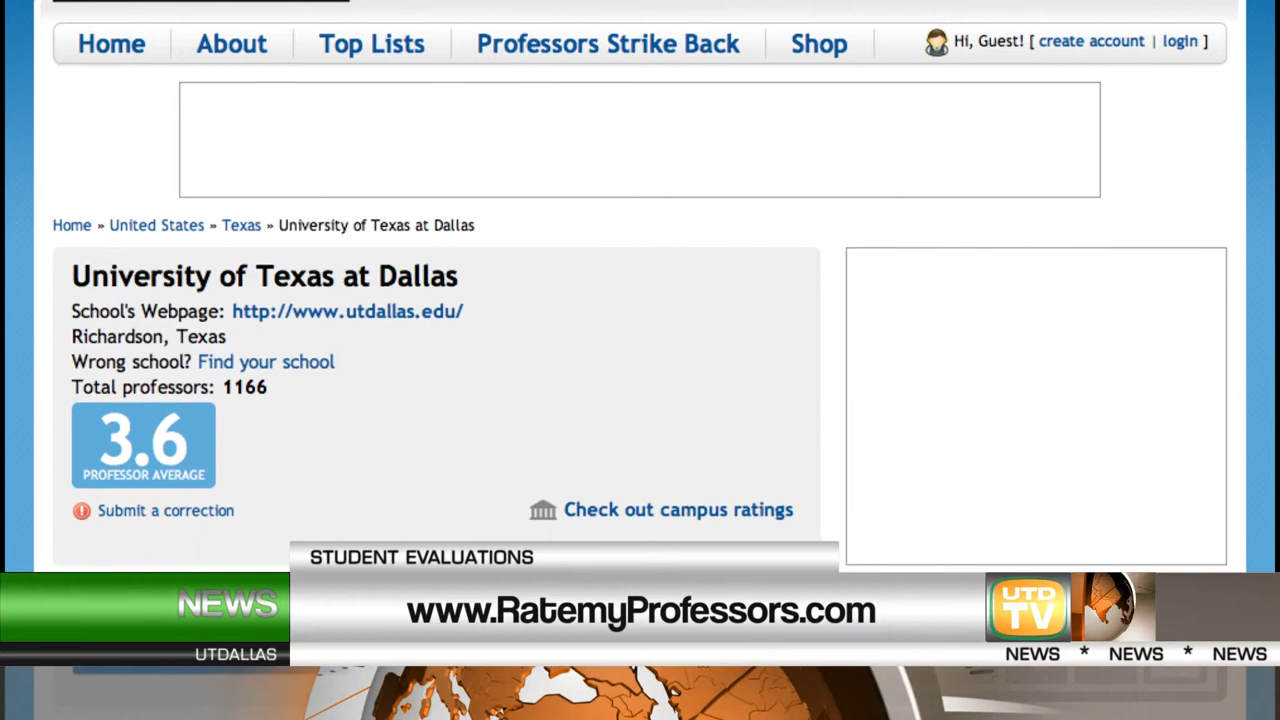 Home About Top Lists Professors Strike Back Shop Hi, Guest! [ create account | login ]
Home » United States » Texas » University of Texas at Dallas
University of Texas at Dallas
School's Webpage: http://www.utdallas.edu/
Richardson, Texas
Wrong school? Find your school
Total professors: 1166
3.6
PROFESSOR AVERAGE
Submit a correction
Check out campus ratings
STUDENT EVALUATIONS
NEWS
www.RatemyProfessors.com
UTD
TV
UTDALLAS
NEWS * NEWS * NEWS